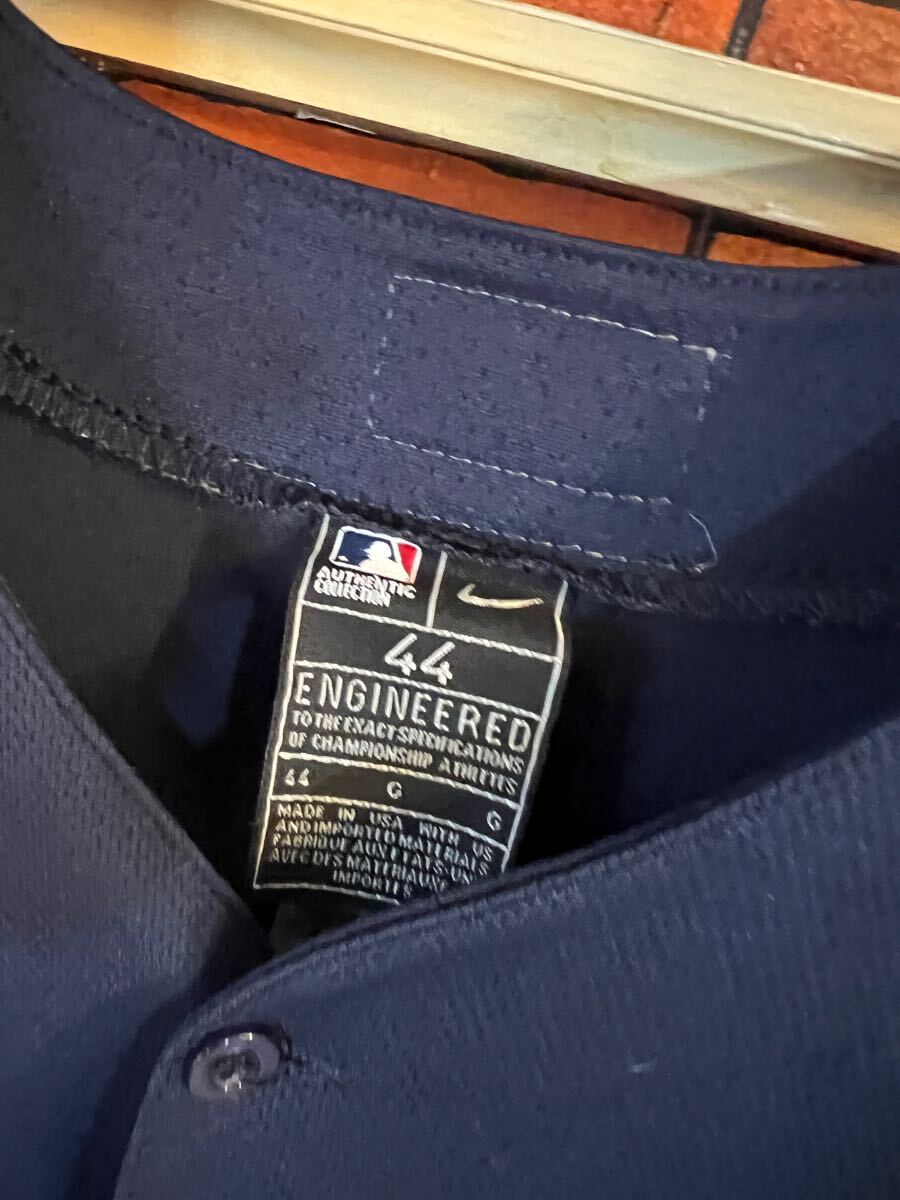 AUTHENTIC
COLLECTION
44
ENGINEERED
TO THE EXACT SPECIFICATIONS
OF CHAMPIONSHIP ATHLETES
44 G G
MADE IN USA WITH US
AND IMPORTED MATERIALS
FABRIQUE AUX ETATS-UNIS
AVEC DES MATERIAUX
IMPORTES